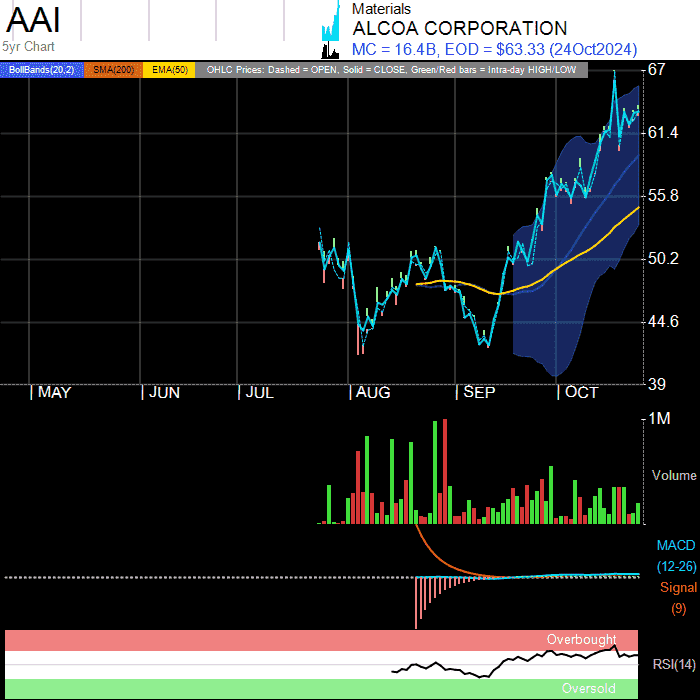 AAI
5yr Chart
Materials
ALCOA CORPORATION
MC = 16.4B, EOD = $63.33 (24Oct2024)
BollBands(20,2) SMA(200) EMA(50) OHLC Prices: Dashed = OPEN, Solid = CLOSE, Green/Red bars = Intra-day HIGH/LOW
67
61.4
55.8
50.2
44.6
39
MAY JUN JUL AUG SEP OCT
1M
Volume
MACD
(12-26)
Signal
(9)
Overbought
RSI(14)
Oversold